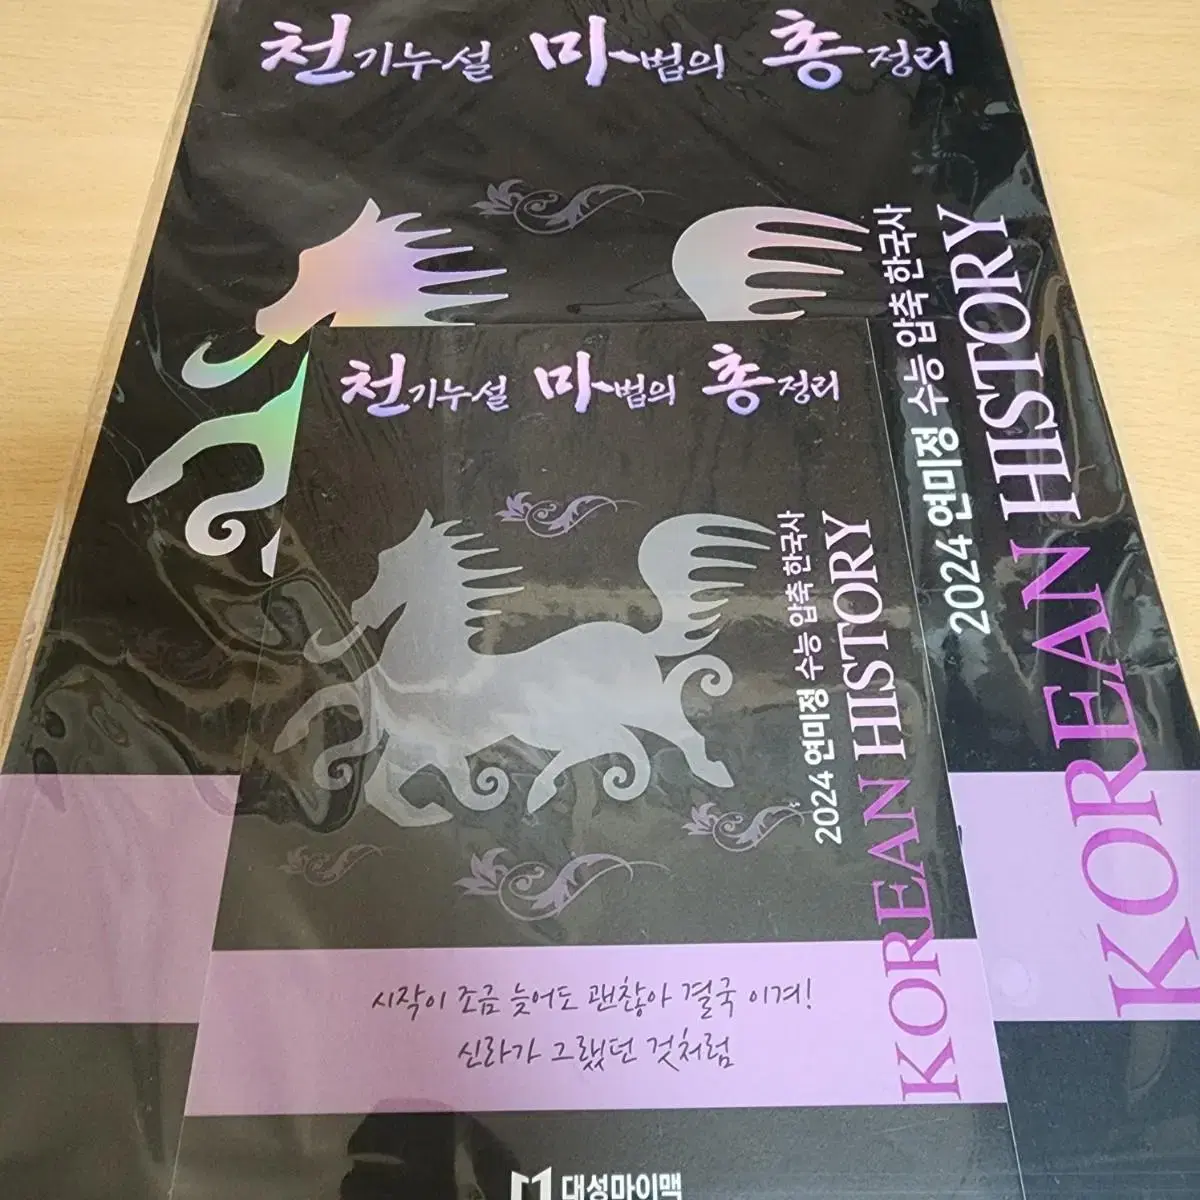 천기누설 마법의 총정리
2024 연미정 수능 압축 한국사
KOREAN HISTORY
천기누설 마법의 총정리
2024 연미정 수능 압축 한국사
KOREAN HISTORY
시작이 조금 늦어도 괜찮아 결국 이겨!
신라가 그랬던 것처럼
대성마이맥